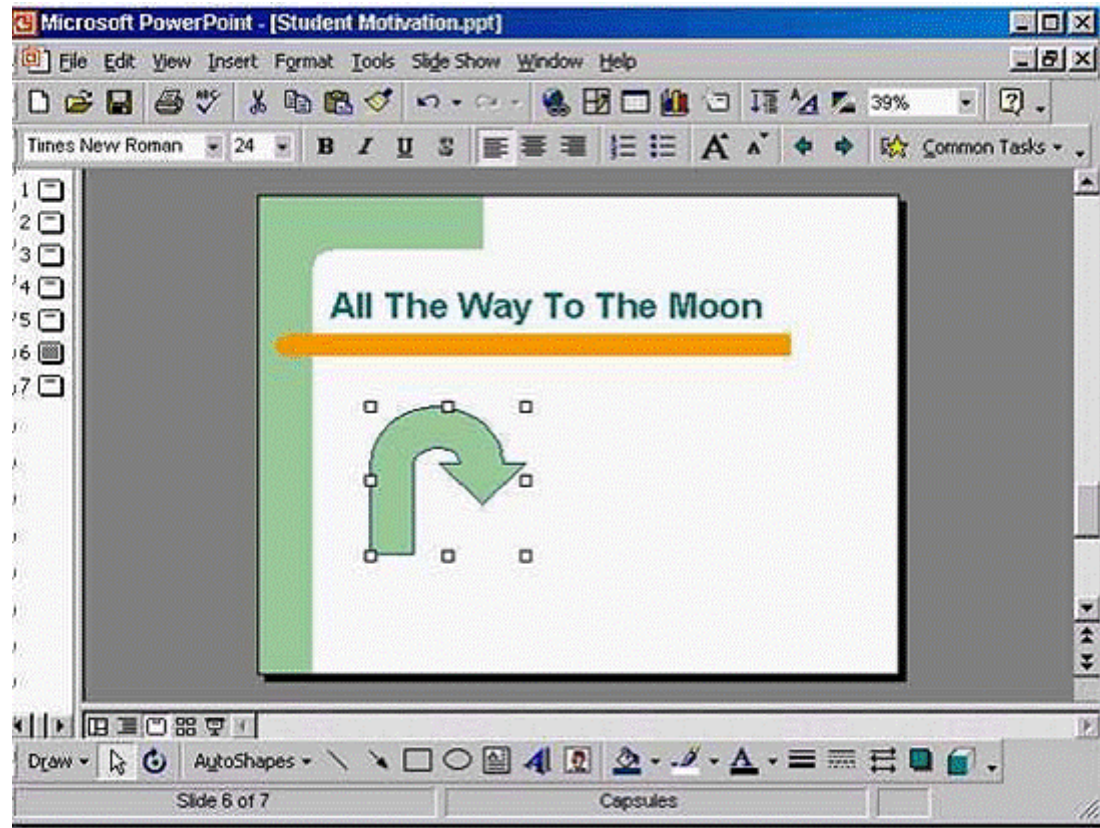 Microsoft PowerPoint - [Student Motivation.ppt]
File Edit View Insert Format Tools Slide Show Window Help
ABC 39%
Times New Roman 24 B I U S A A Common Tasks
1
2
3
4
5
6
7
All The Way To The Moon
Draw AutoShapes A A
Slide 6 of 7 Capsules